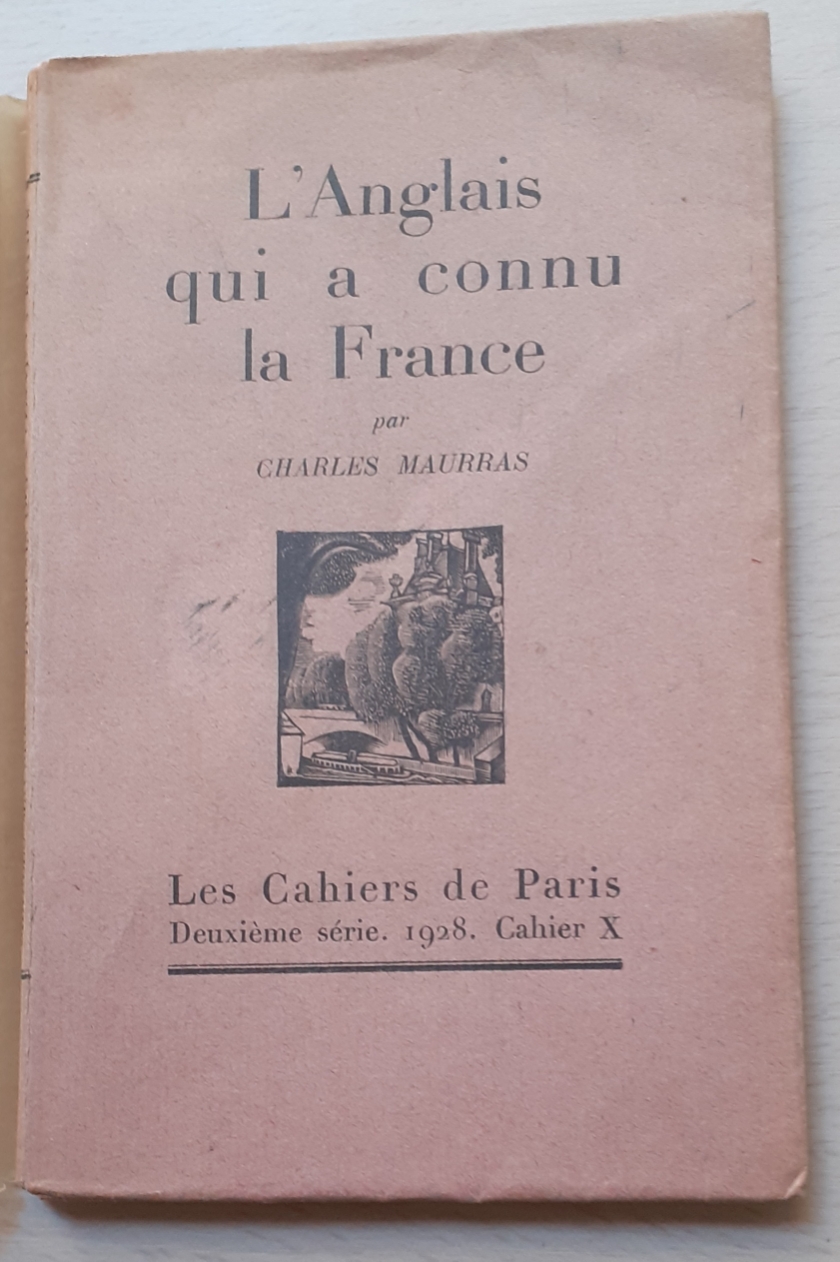 L'Anglais
qui a connu
la France
par
CHARLES MAURRAS
Les Cahiers de Paris
Deuxième série. 1928. Cahier X